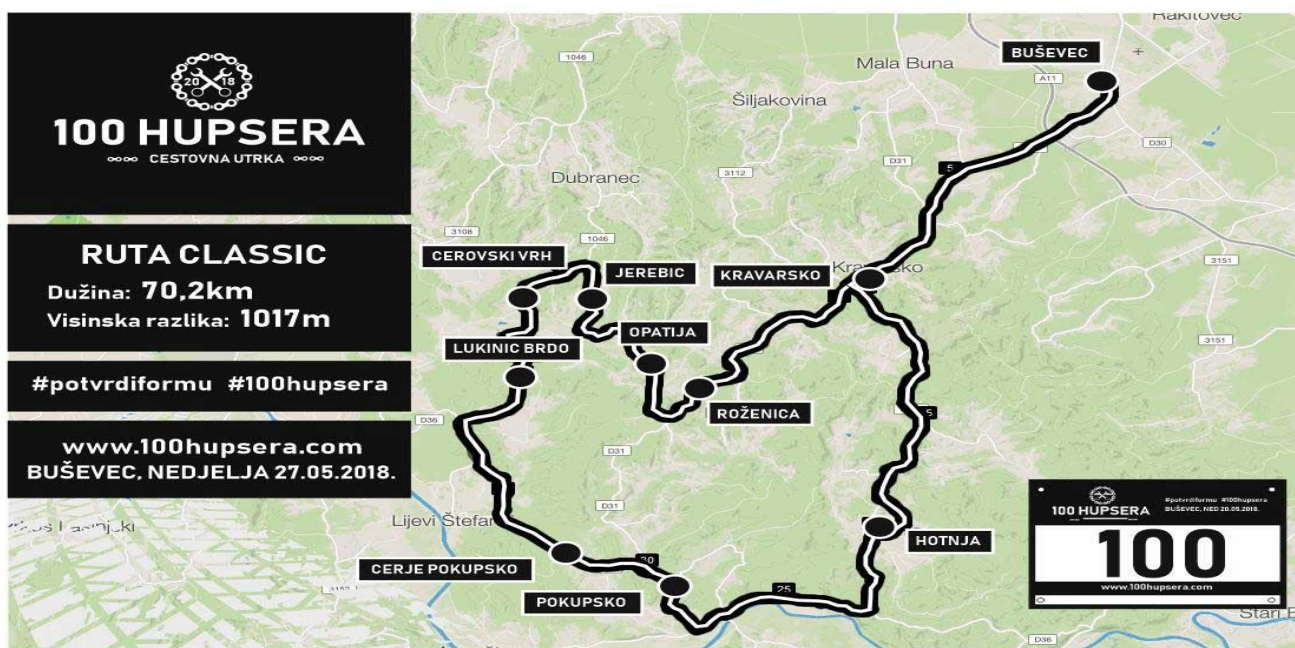 20 18
100 HUPSERA
CESTOVNA UTRKA
RUTA CLASSIC
Dužina: 70,2km
Visinska razlika: 1017m
#potvrdiformu #100hupsera
www.100hupsera.com
BUŠEVEC, NEDJELJA 27.05.2018.
Rakitovec
BUŠEVEC
1046
Mala Buna
A11
Šiljakovina
D30
D31
5
3112
Dubranec
3108
1046
3151
CEROVSKI VRH
JEREBIC
KRAVARSKO
OPATIJA
3151
LUKINIC BRDO
ROŽENICA
D36
D31
Lijevi Štefan
D31
HOTNJA
CERJE POKUPSKO
POKUPSKO
25
D36
100 HUPSERA
#potvrdiformu #100hupsera
BUŠEVEC, NED 20.05.2018.
100
www.100hupsera.com